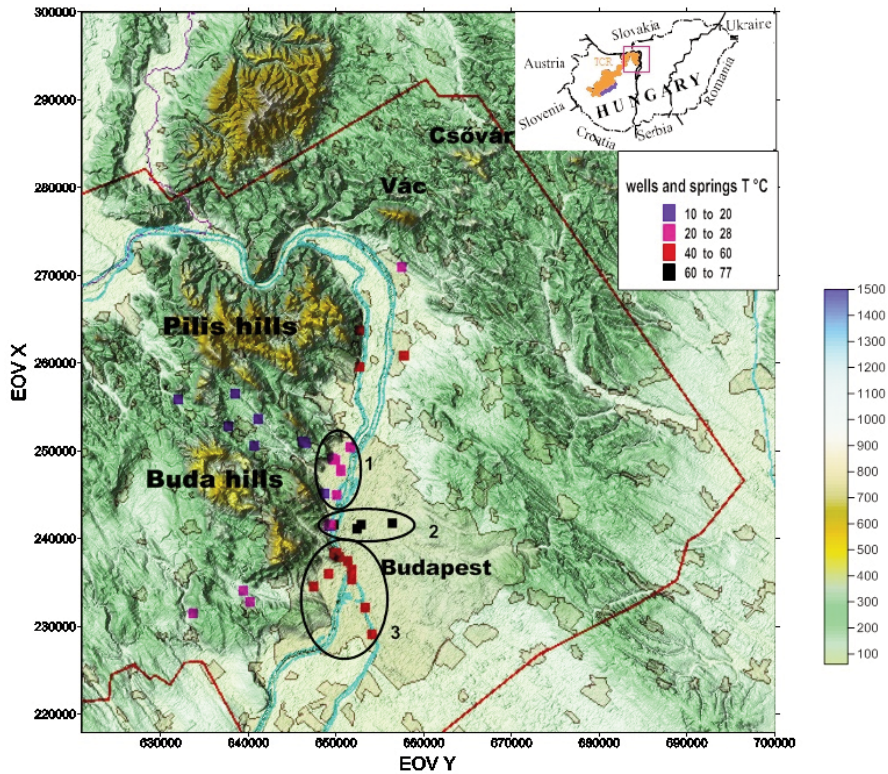 Slovakia
Ukraine
Austria
TCR
HUNGARY
Slovenia
Romania
Croatia
Serbia
wells and springs T °C
10 to 20
20 to 28
40 to 60
60 to 77
300000
290000
280000
270000
260000
250000
240000
230000
220000
EOV X
Csővár
Vác
Pilis hills
Buda hills
Budapest
1
2
3
630000
640000
650000
660000
670000
680000
690000
700000
EOV Y
1500
1400
1300
1200
1100
1000
900
800
700
600
500
400
300
200
100